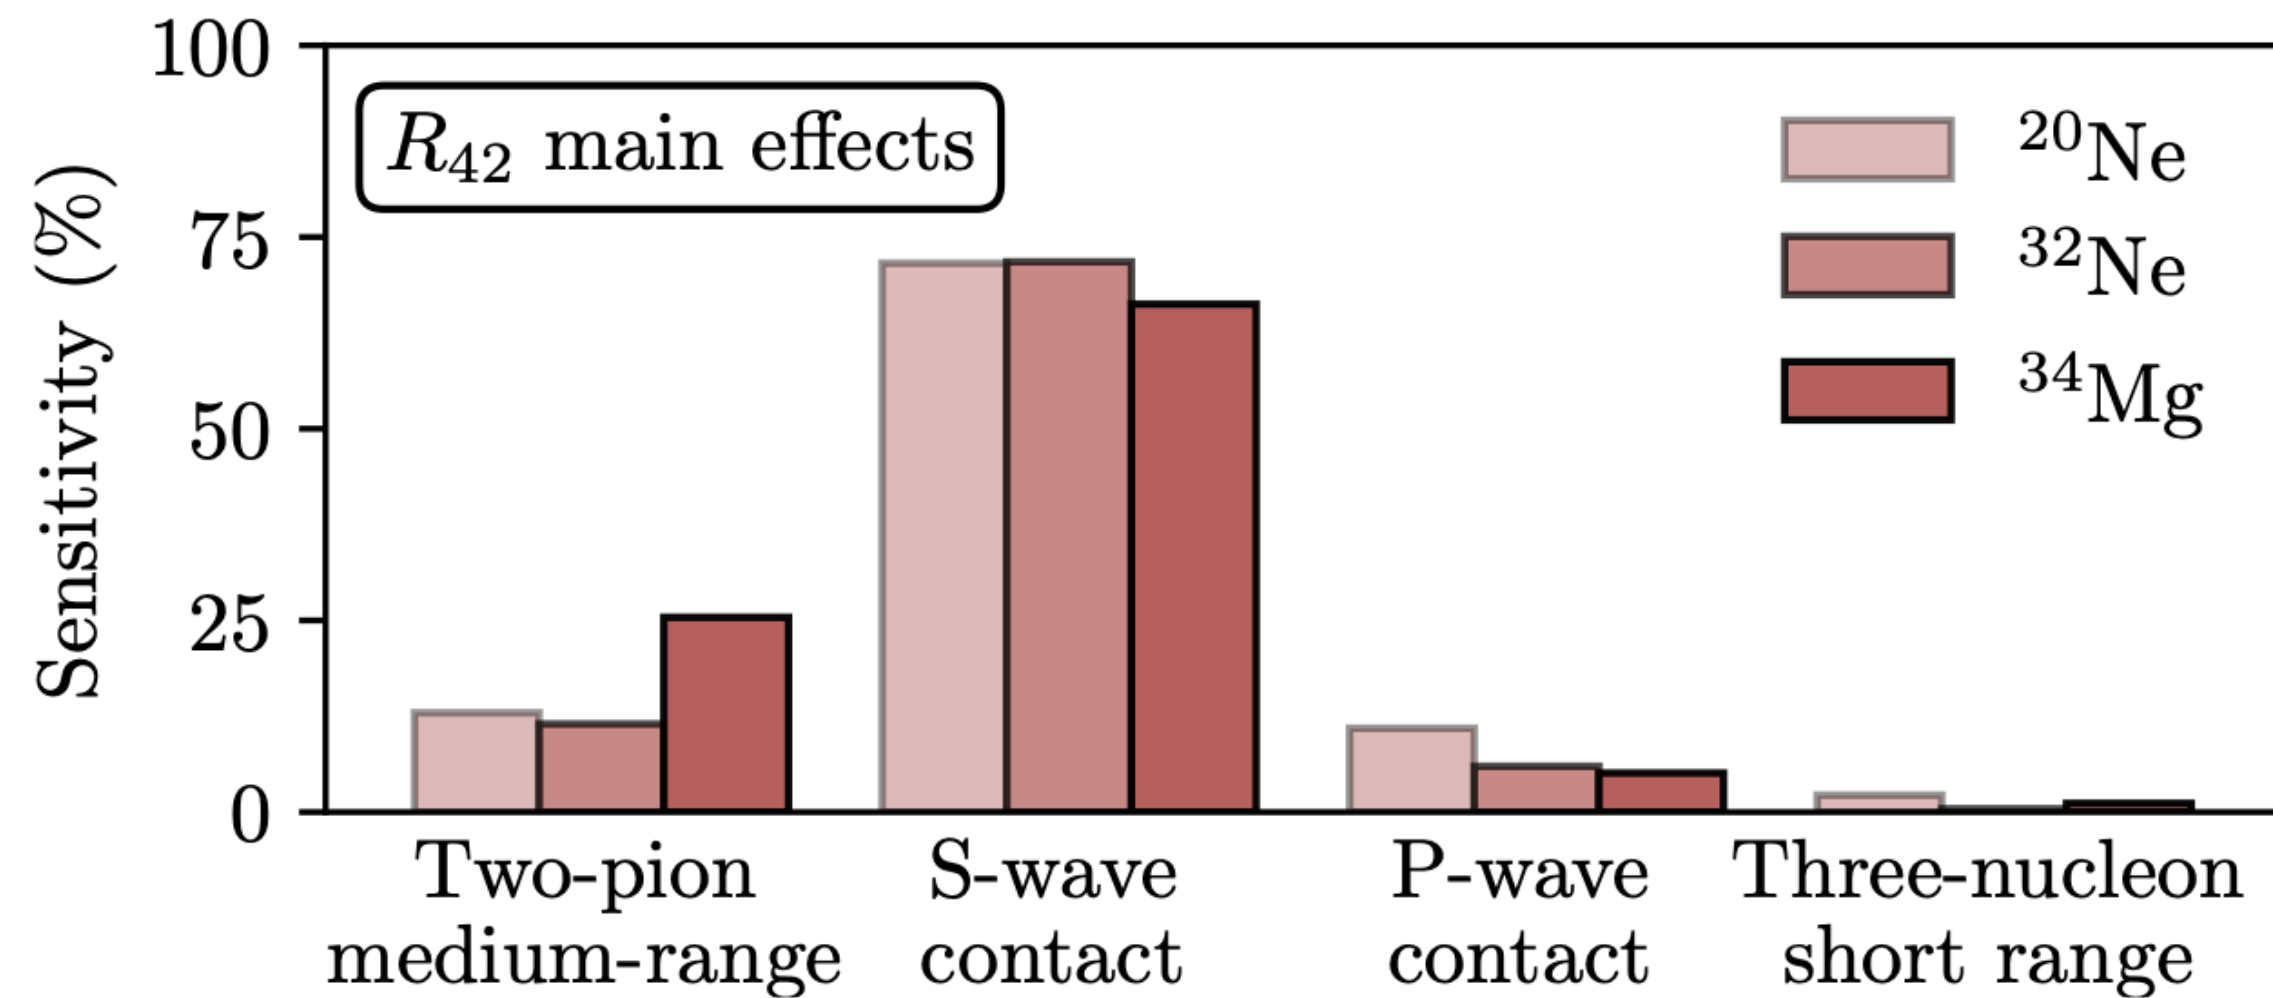 100
75
50
25
0
Sensitivity (%)
R₄₂ main effects
²⁰Ne
³²Ne
³⁴Mg
Two-pion
medium-range
S-wave
contact
P-wave
contact
Three-nucleon
short range